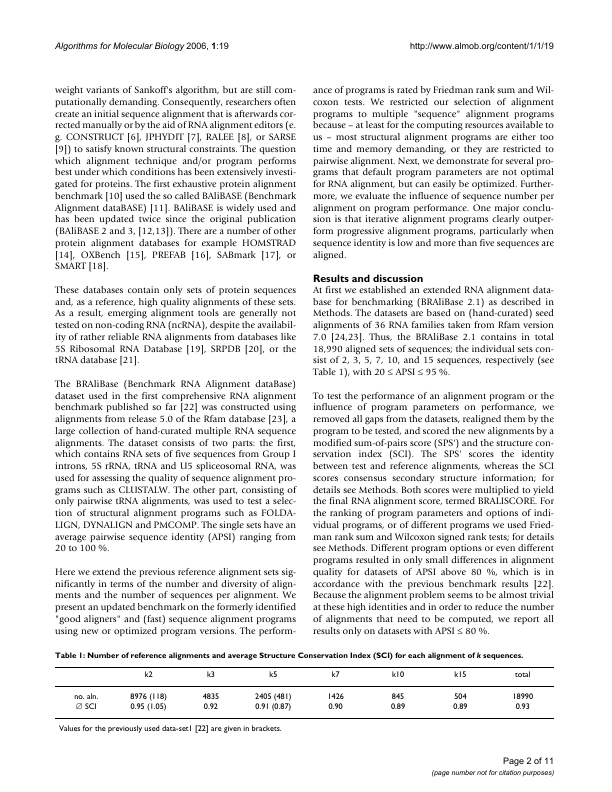 Algorithms for Molecular Biology 2006, 1:19
http://www.almob.org/content/1/1/19
weight variants of Sankoff's algorithm, but are still com-
putationally demanding. Consequently, researchers often
create an initial sequence alignment that is afterwards cor-
rected manually or by the aid of RNA alignment editors (e.
g. CONSTRUCT [6], JPHYDIT [7], RALEE [8], or SARSE
[9]) to satisfy known structural constraints. The question
which alignment technique and/or program performs
best under which conditions has been extensively investi-
gated for proteins. The first exhaustive protein alignment
benchmark [10] used the so called BAliBASE (Benchmark
Alignment dataBASE) [11]. BAliBASE is widely used and
has been updated twice since the original publication
(BAliBASE 2 and 3, [12,13]). There are a number of other
protein alignment databases for example HOMSTRAD
[14], OXBench [15], PREFAB [16], SABmark [17], or
SMART [18].
These databases contain only sets of protein sequences
and, as a reference, high quality alignments of these sets.
As a result, emerging alignment tools are generally not
tested on non-coding RNA (ncRNA), despite the availabil-
ity of rather reliable RNA alignments from databases like
5S Ribosomal RNA Database [19], SRPDB [20], or the
tRNA database [21].
The BRAliBase (Benchmark RNA Alignment dataBase)
dataset used in the first comprehensive RNA alignment
benchmark published so far [22] was constructed using
alignments from release 5.0 of the Rfam database [23], a
large collection of hand-curated multiple RNA sequence
alignments. The dataset consists of two parts: the first,
which contains RNA sets of five sequences from Group I
introns, 5S rRNA, tRNA and U5 spliceosomal RNA, was
used for assessing the quality of sequence alignment pro-
grams such as CLUSTALW. The other part, consisting of
only pairwise tRNA alignments, was used to test a selec-
tion of structural alignment programs such as FOLDA-
LIGN, DYNALIGN and PMCOMP. The single sets have an
average pairwise sequence identity (APSI) ranging from
20 to 100 %.
Here we extend the previous reference alignment sets sig-
nificantly in terms of the number and diversity of align-
ments and the number of sequences per alignment. We
present an updated benchmark on the formerly identified
"good aligners" and (fast) sequence alignment programs
using new or optimized program versions. The perform-
ance of programs is rated by Friedman rank sum and Wil-
coxon tests. We restricted our selection of alignment
programs to multiple "sequence" alignment programs
because – at least for the computing resources available to
us – most structural alignment programs are either too
time and memory demanding, or they are restricted to
pairwise alignment. Next, we demonstrate for several pro-
grams that default program parameters are not optimal
for RNA alignment, but can easily be optimized. Further-
more, we evaluate the influence of sequence number per
alignment on program performance. One major conclu-
sion is that iterative alignment programs clearly outper-
form progressive alignment programs, particularly when
sequence identity is low and more than five sequences are
aligned.
Results and discussion
At first we established an extended RNA alignment data-
base for benchmarking (BRAliBase 2.1) as described in
Methods. The datasets are based on (hand-curated) seed
alignments of 36 RNA families taken from Rfam version
7.0 [24,23]. Thus, the BRAliBase 2.1 contains in total
18,990 aligned sets of sequences; the individual sets con-
sist of 2, 3, 5, 7, 10, and 15 sequences, respectively (see
Table 1), with 20 ≤ APSI ≤ 95 %.
To test the performance of an alignment program or the
influence of program parameters on performance, we
removed all gaps from the datasets, realigned them by the
program to be tested, and scored the new alignments by a
modified sum-of-pairs score (SPS') and the structure con-
servation index (SCI). The SPS' scores the identity
between test and reference alignments, whereas the SCI
scores consensus secondary structure information; for
details see Methods. Both scores were multiplied to yield
the final RNA alignment score, termed BRALISCORE. For
the ranking of program parameters and options of indi-
vidual programs, or of different programs we used Fried-
man rank sum and Wilcoxon signed rank tests; for details
see Methods. Different program options or even different
programs resulted in only small differences in alignment
quality for datasets of APSI above 80 %, which is in
accordance with the previous benchmark results [22].
Because the alignment problem seems to be almost trivial
at these high identities and in order to reduce the number
of alignments that need to be computed, we report all
results only on datasets with APSI ≤ 80 %.
Table 1: Number of reference alignments and average Structure Conservation Index (SCI) for each alignment of k sequences.
k2 k3 k5 k7 k10 k15 total
no. aln. 8976 (118) 4835 2405 (481) 1426 845 504 18990
∅ SCI 0.95 (1.05) 0.92 0.91 (0.87) 0.90 0.89 0.89 0.93
Values for the previously used data-set1 [22] are given in brackets.
Page 2 of 11
(page number not for citation purposes)